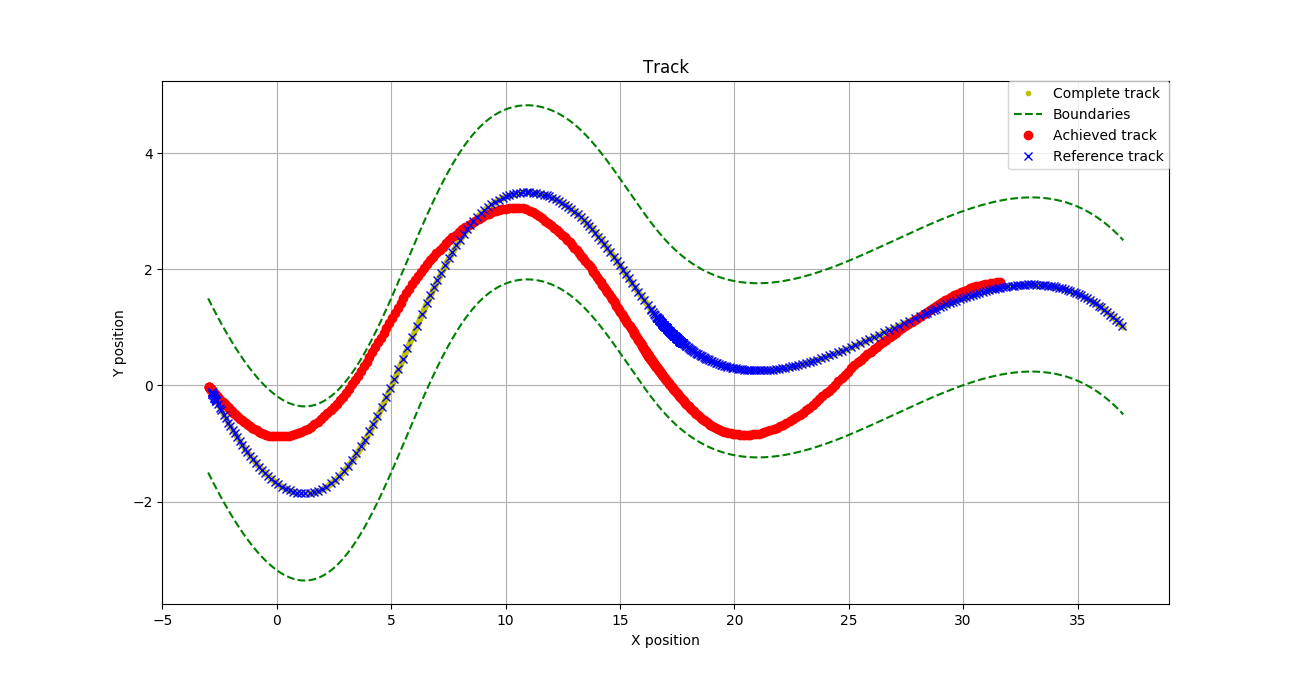 Track
Complete track
Boundaries
Achieved track
Reference track
Y position
4
2
0
−2
−5
0
5
10
15
20
25
30
35
X position